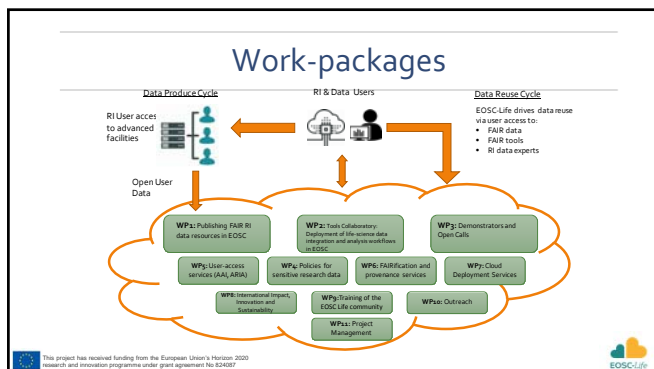 Work-packages
Data Produce Cycle
RI & Data Users
Data Reuse Cycle
RI User acces
to advanced
facilities
EOSC-Life drives data reuse
via user access to:
• FAIR data
• FAIR tools
• RI data experts
Open User
Data
WP1: Publishing FAIR RI
data resources in EOSC
WP2: Tools Collaboratory:
Deployment of life-science data
integration and analysis workflows
in EOSC
WP3: Demonstrators and
Open Calls
WP5: User-access
services (AAI, ARIA)
WP4: Policies for
sensitive research data
WP6: FAIRification and
provenance services
WP7: Cloud
Deployment Services
WP8: International Impact,
Innovation and
Sustainability
WP9:Training of the
EOSC Life community
WP10: Outreach
WP11: Project
Management
This project has received funding from the European Union's Horizon 2020
research and innovation programme under grant agreement No 824087
EOSC-Life